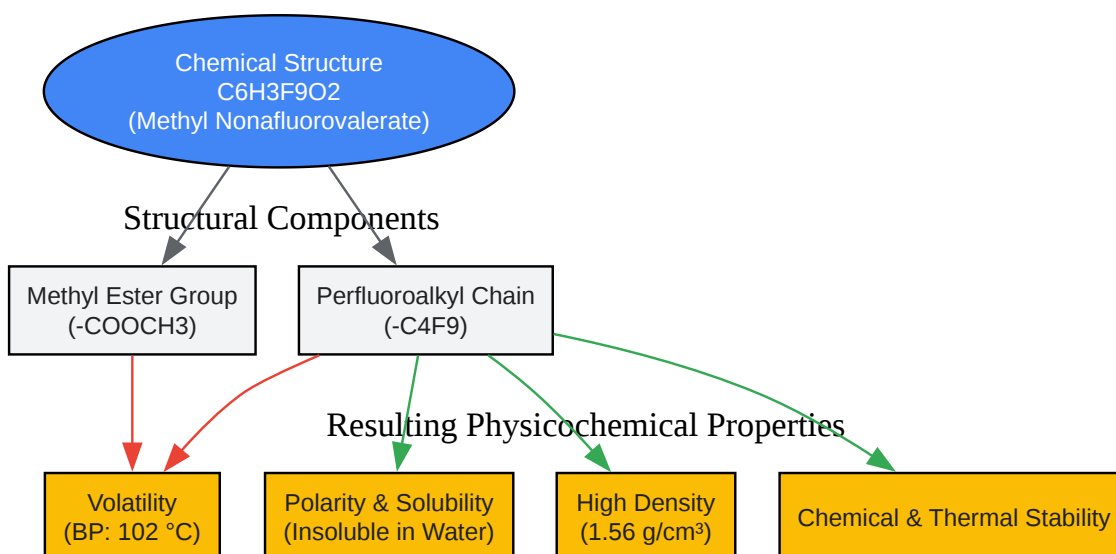 Chemical Structure
C6H3F9O2
(Methyl Nonafluorovalerate)
Structural Components
Methyl Ester Group
(-COOCH3)
Perfluoroalkyl Chain
(-C4F9)
Resulting Physicochemical Properties
Volatility
(BP: 102 °C)
Polarity & Solubility
(Insoluble in Water)
High Density
(1.56 g/cm³)
Chemical & Thermal Stability